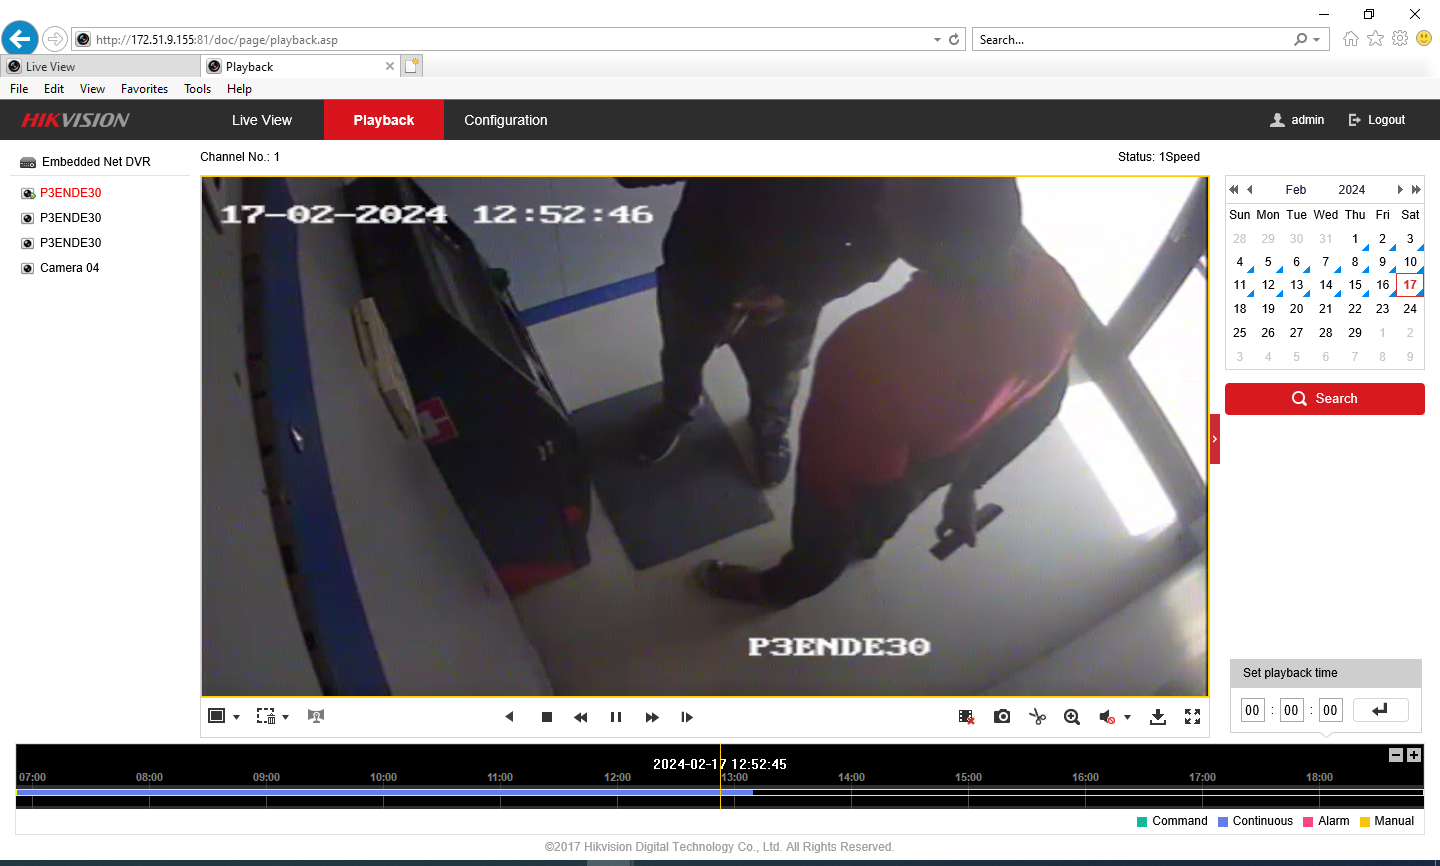 http://172.51.9.155:81/doc/page/playback.asp
Search...
Live View
Playback
File Edit View Favorites Tools Help
HIKVISION
Live View Playback Configuration
admin Logout
Embedded Net DVR
P3ENDE30
P3ENDE30
P3ENDE30
Camera 04
Channel No.: 1
Status: 1Speed
17-02-2024 12:52:46
P3ENDE30
Feb 2024
Sun Mon Tue Wed Thu Fri Sat
28 29 30 31 1 2 3
4 5 6 7 8 9 10
11 12 13 14 15 16 17
18 19 20 21 22 23 24
25 26 27 28 29 1 2
3 4 5 6 7 8 9
Search
Set playback time
00 : 00 : 00
2024-02-17 12:52:45
07:00 08:00 09:00 10:00 11:00 12:00 13:00 14:00 15:00 16:00 17:00 18:00
Command Continuous Alarm Manual
©2017 Hikvision Digital Technology Co., Ltd. All Rights Reserved.